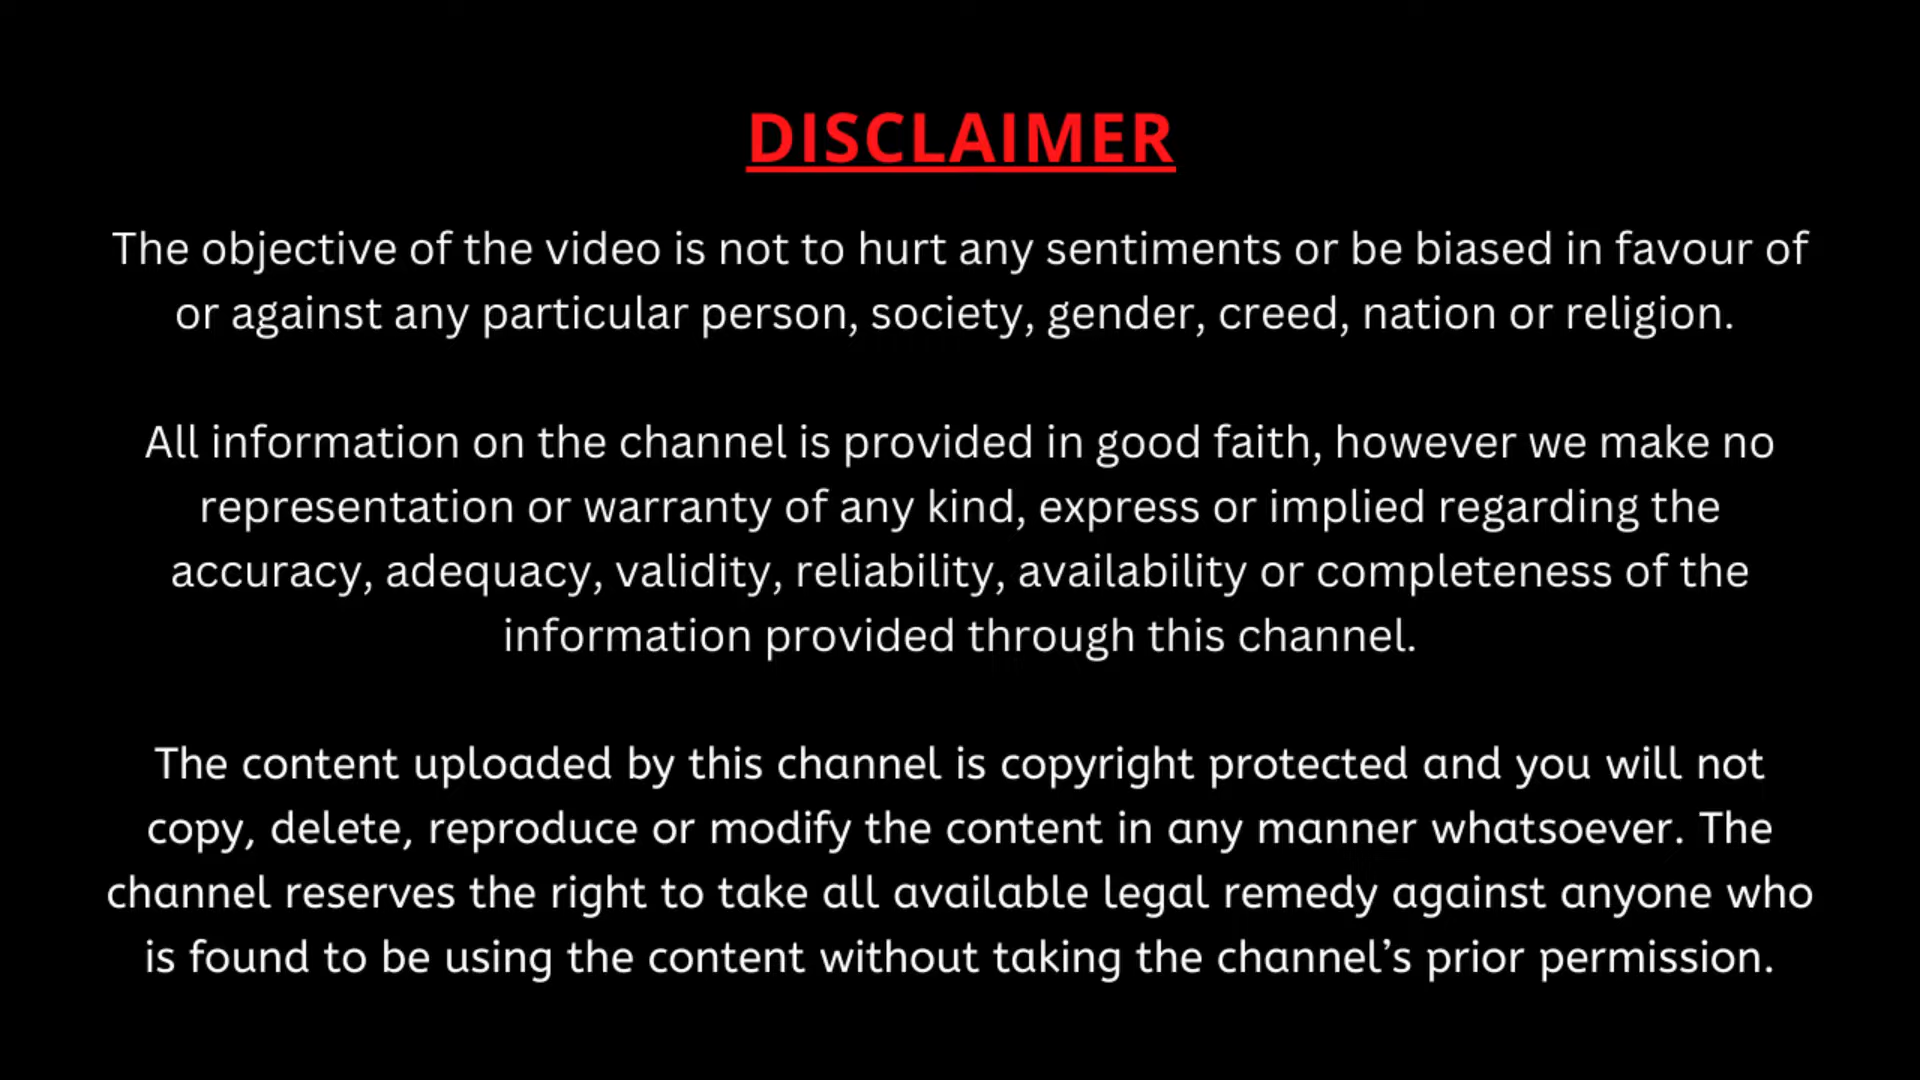 DISCLAIMER
The objective of the video is not to hurt any sentiments or be biased in favour of
or against any particular person, society, gender, creed, nation or religion.
All information on the channel is provided in good faith, however we make no
representation or warranty of any kind, express or implied regarding the
accuracy, adequacy, validity, reliability, availability or completeness of the
information provided through this channel.
The content uploaded by this channel is copyright protected and you will not
copy, delete, reproduce or modify the content in any manner whatsoever. The
channel reserves the right to take all available legal remedy against anyone who
is found to be using the content without taking the channel’s prior permission.